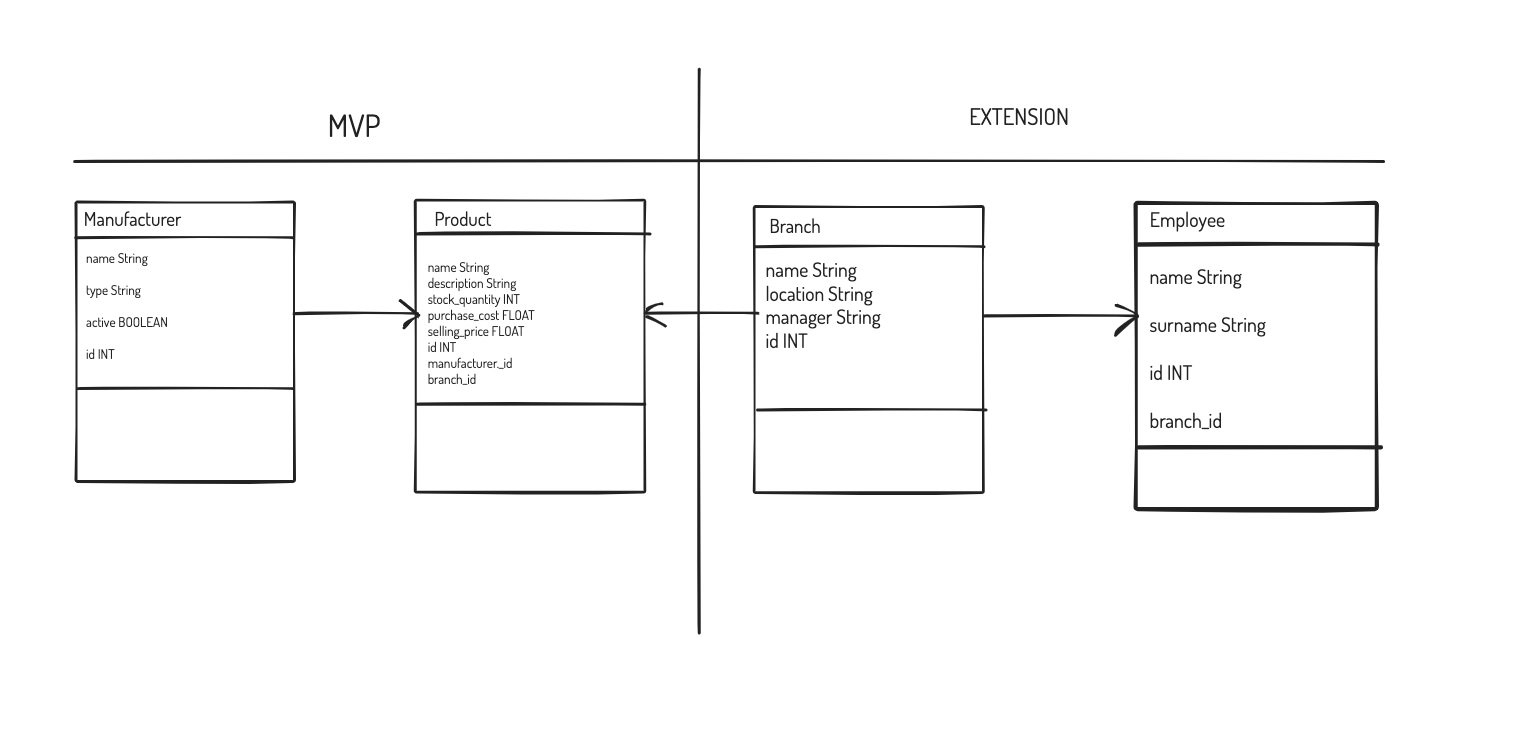 MVP
EXTENSION
Manufacturer
name String
type String
active BOOLEAN
id INT
Product
name String
description String
stock_quantity INT
purchase_cost FLOAT
selling_price FLOAT
id INT
manufacturer_id
branch_id
Branch
name String
location String
manager String
id INT
Employee
name String
surname String
id INT
branch_id